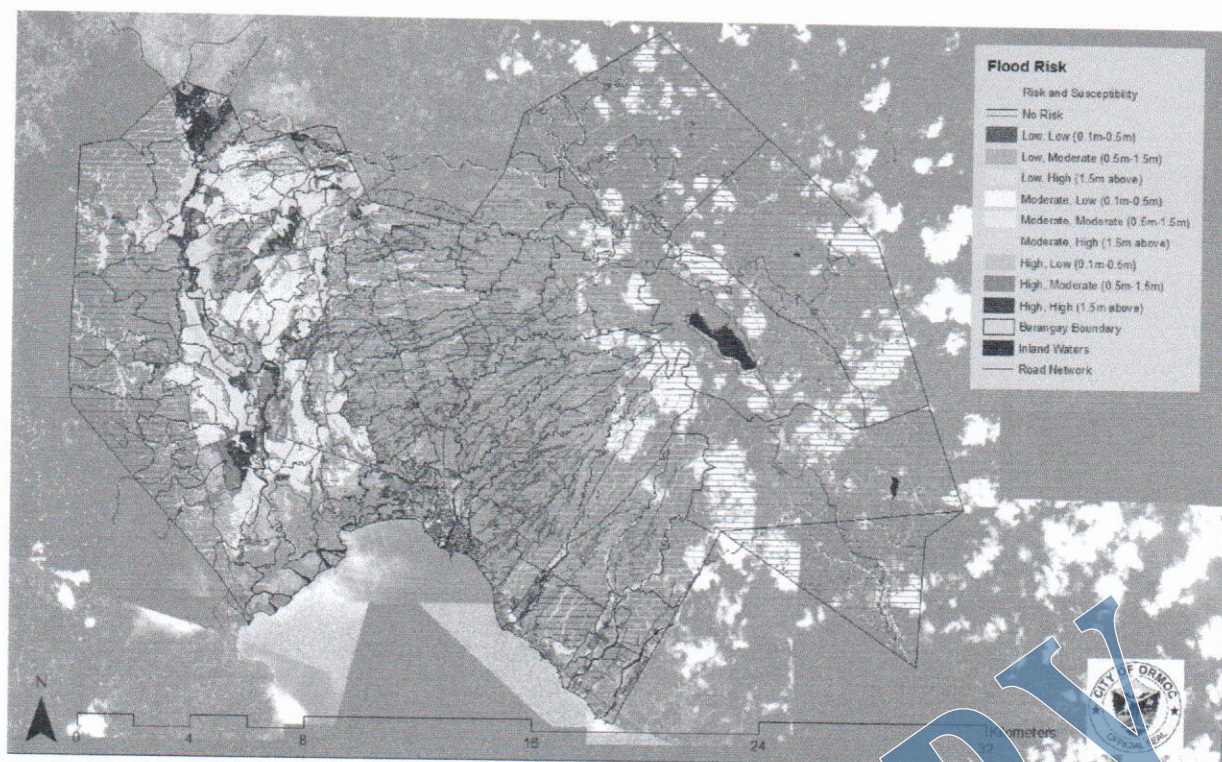 Flood Risk
Risk and Susceptibility
No Risk
Low, Low (0.1m-0.5m)
Low, Moderate (0.5m-1.5m)
Low, High (1.5m above)
Moderate, Low (0.1m-0.5m)
Moderate, Moderate (0.5m-1.5m)
Moderate, High (1.5m above)
High, Low (0.1m-0.5m)
High, Moderate (0.5m-1.5m)
High, High (1.5m above)
Barangay Boundary
Inland Waters
Road Network
N
0 4 8 16 24 32
Kilometers
CITY OF ORMOC
OFFICIAL SEAL